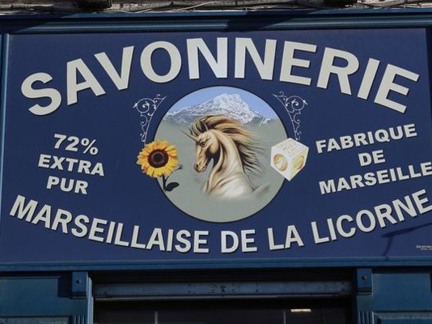 SAVONNERIE
72%
EXTRA
PUR
FABRIQUE
DE
MARSEILLE
MARSEILLAISE DE LA LICORNE